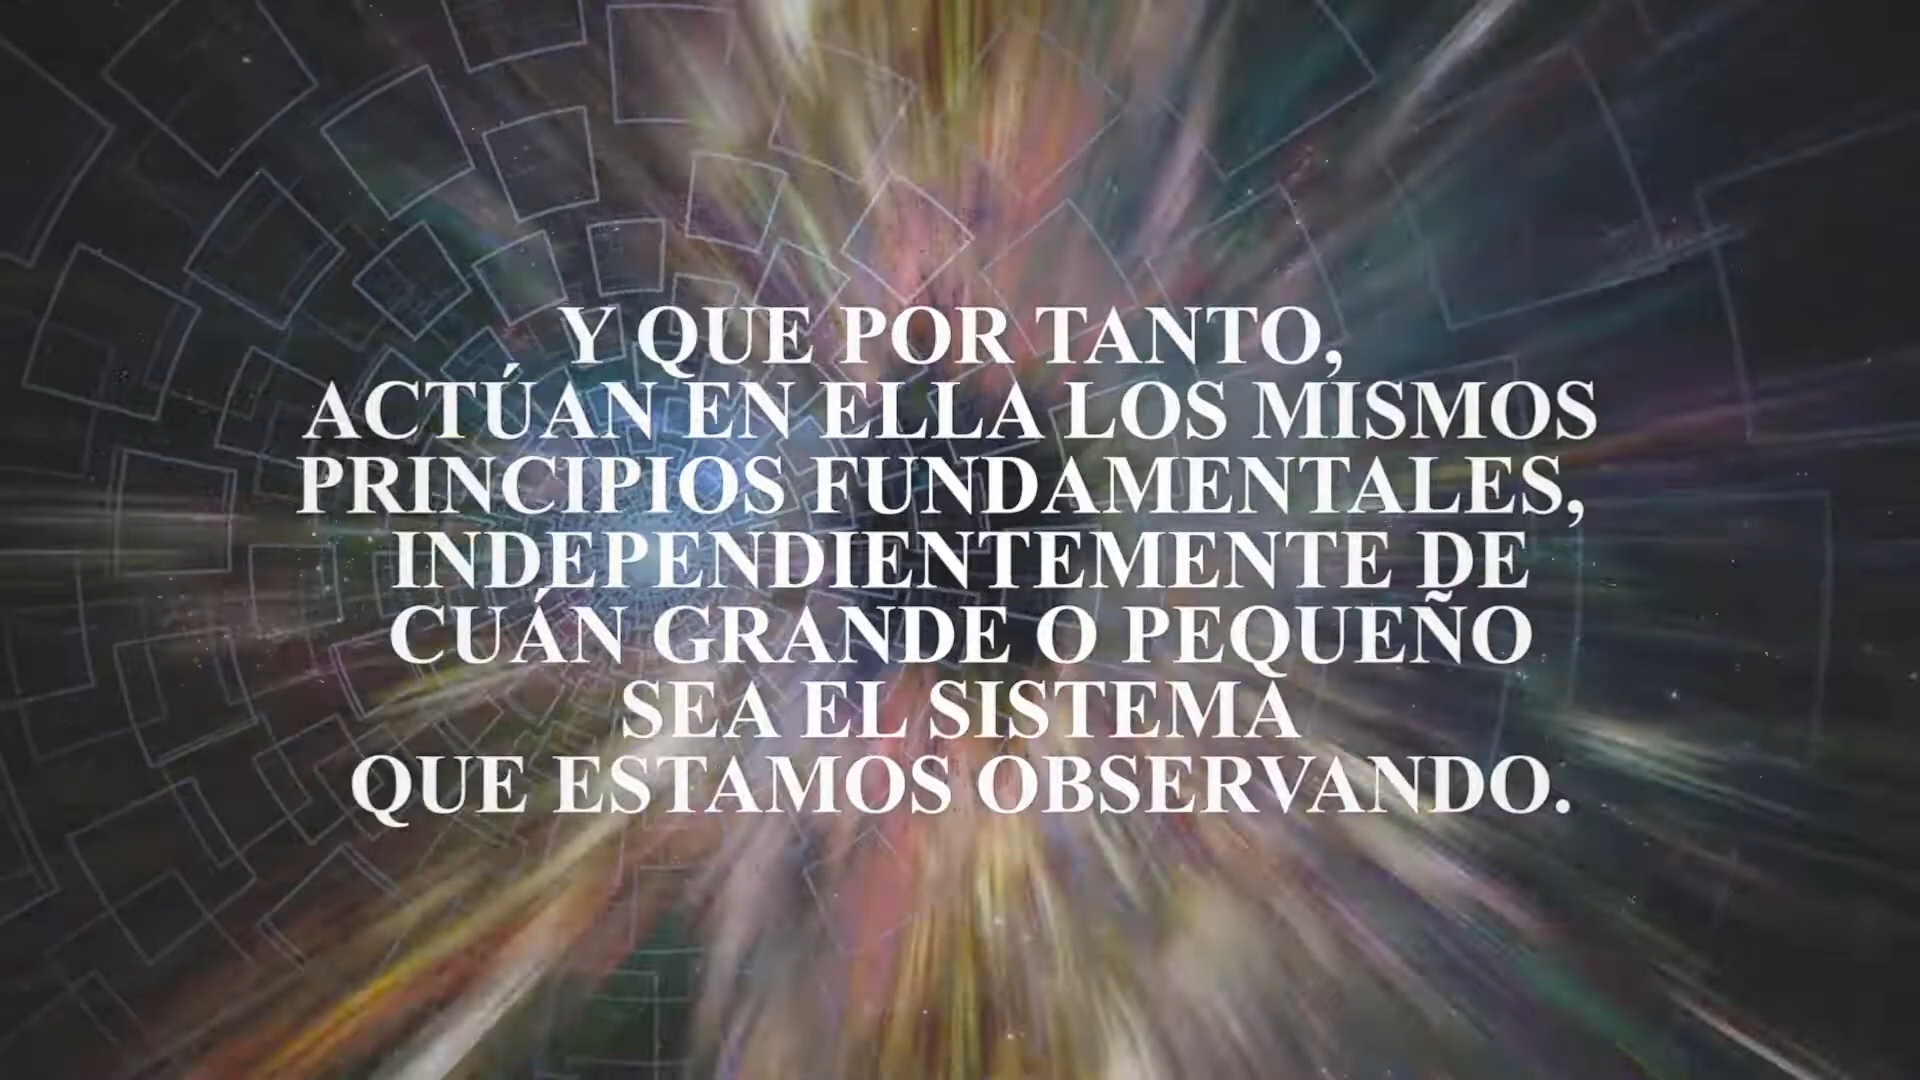 Y QUE POR TANTO,
ACTÚAN EN ELLA LOS MISMOS
PRINCIPIOS FUNDAMENTALES,
INDEPENDIENTEMENTE DE
CUÁN GRANDE O PEQUEÑO
SEA EL SISTEMA
QUE ESTAMOS OBSERVANDO.